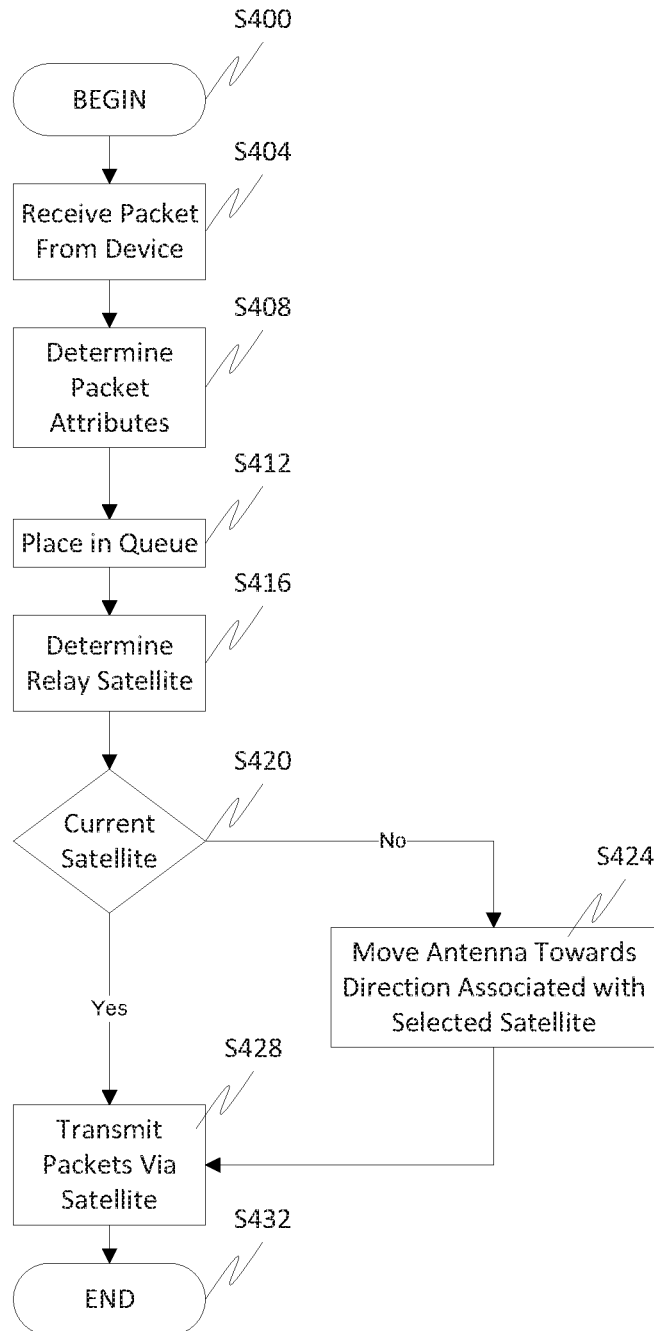 S400
BEGIN
S404
Receive Packet
From Device
S408
Determine
Packet
Attributes
S412
Place in Queue
S416
Determine
Relay Satellite
S420
Current
Satellite
No
S424
Move Antenna Towards
Direction Associated with
Selected Satellite
Yes
S428
Transmit
Packets Via
Satellite
S432
END